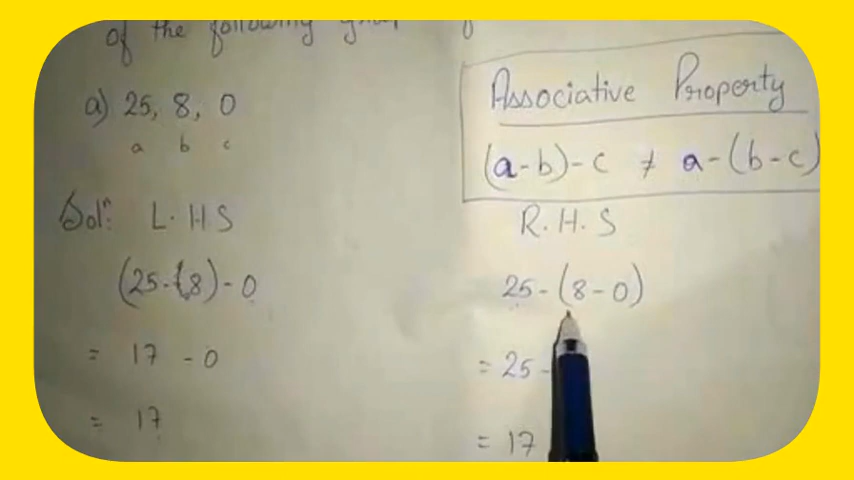 of the following
a) 25, 8, 0
a b c
Soln: L.H.S
(25-(8)-0
= 17 - 0
= 17
Associative Property
(a-b)-c ≠ a-(b-c)
R.H.S
25-(8-0)
= 25 -
= 17